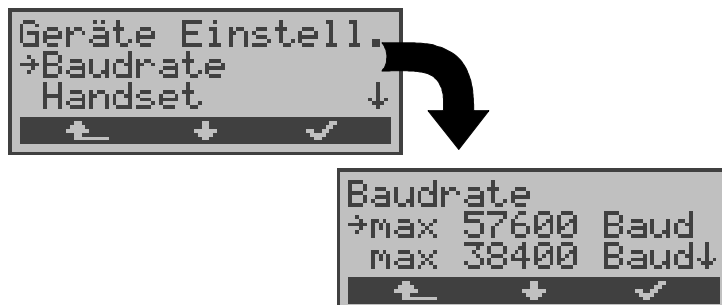 Geräte Einstell.
→Baudrate
Handset ↓
Baudrate
→max 57600 Baud
max 38400 Baud↓